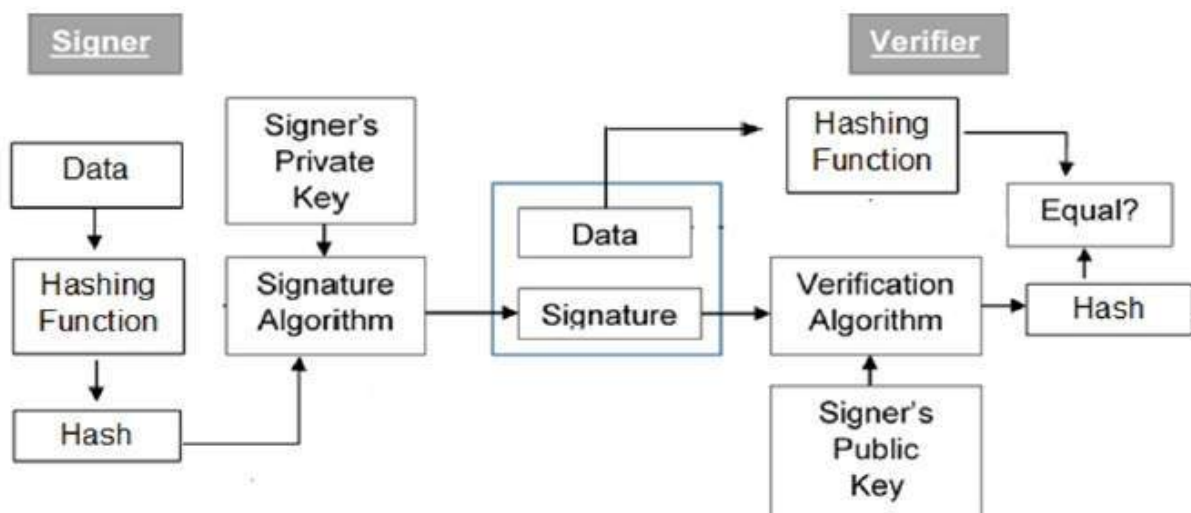 Signer
Verifier
Data
Hashing
Function
Hash
Signer's
Private
Key
Signature
Algorithm
Data
Signature
Hashing
Function
Equal?
Verification
Algorithm
Hash
Signer's
Public
Key